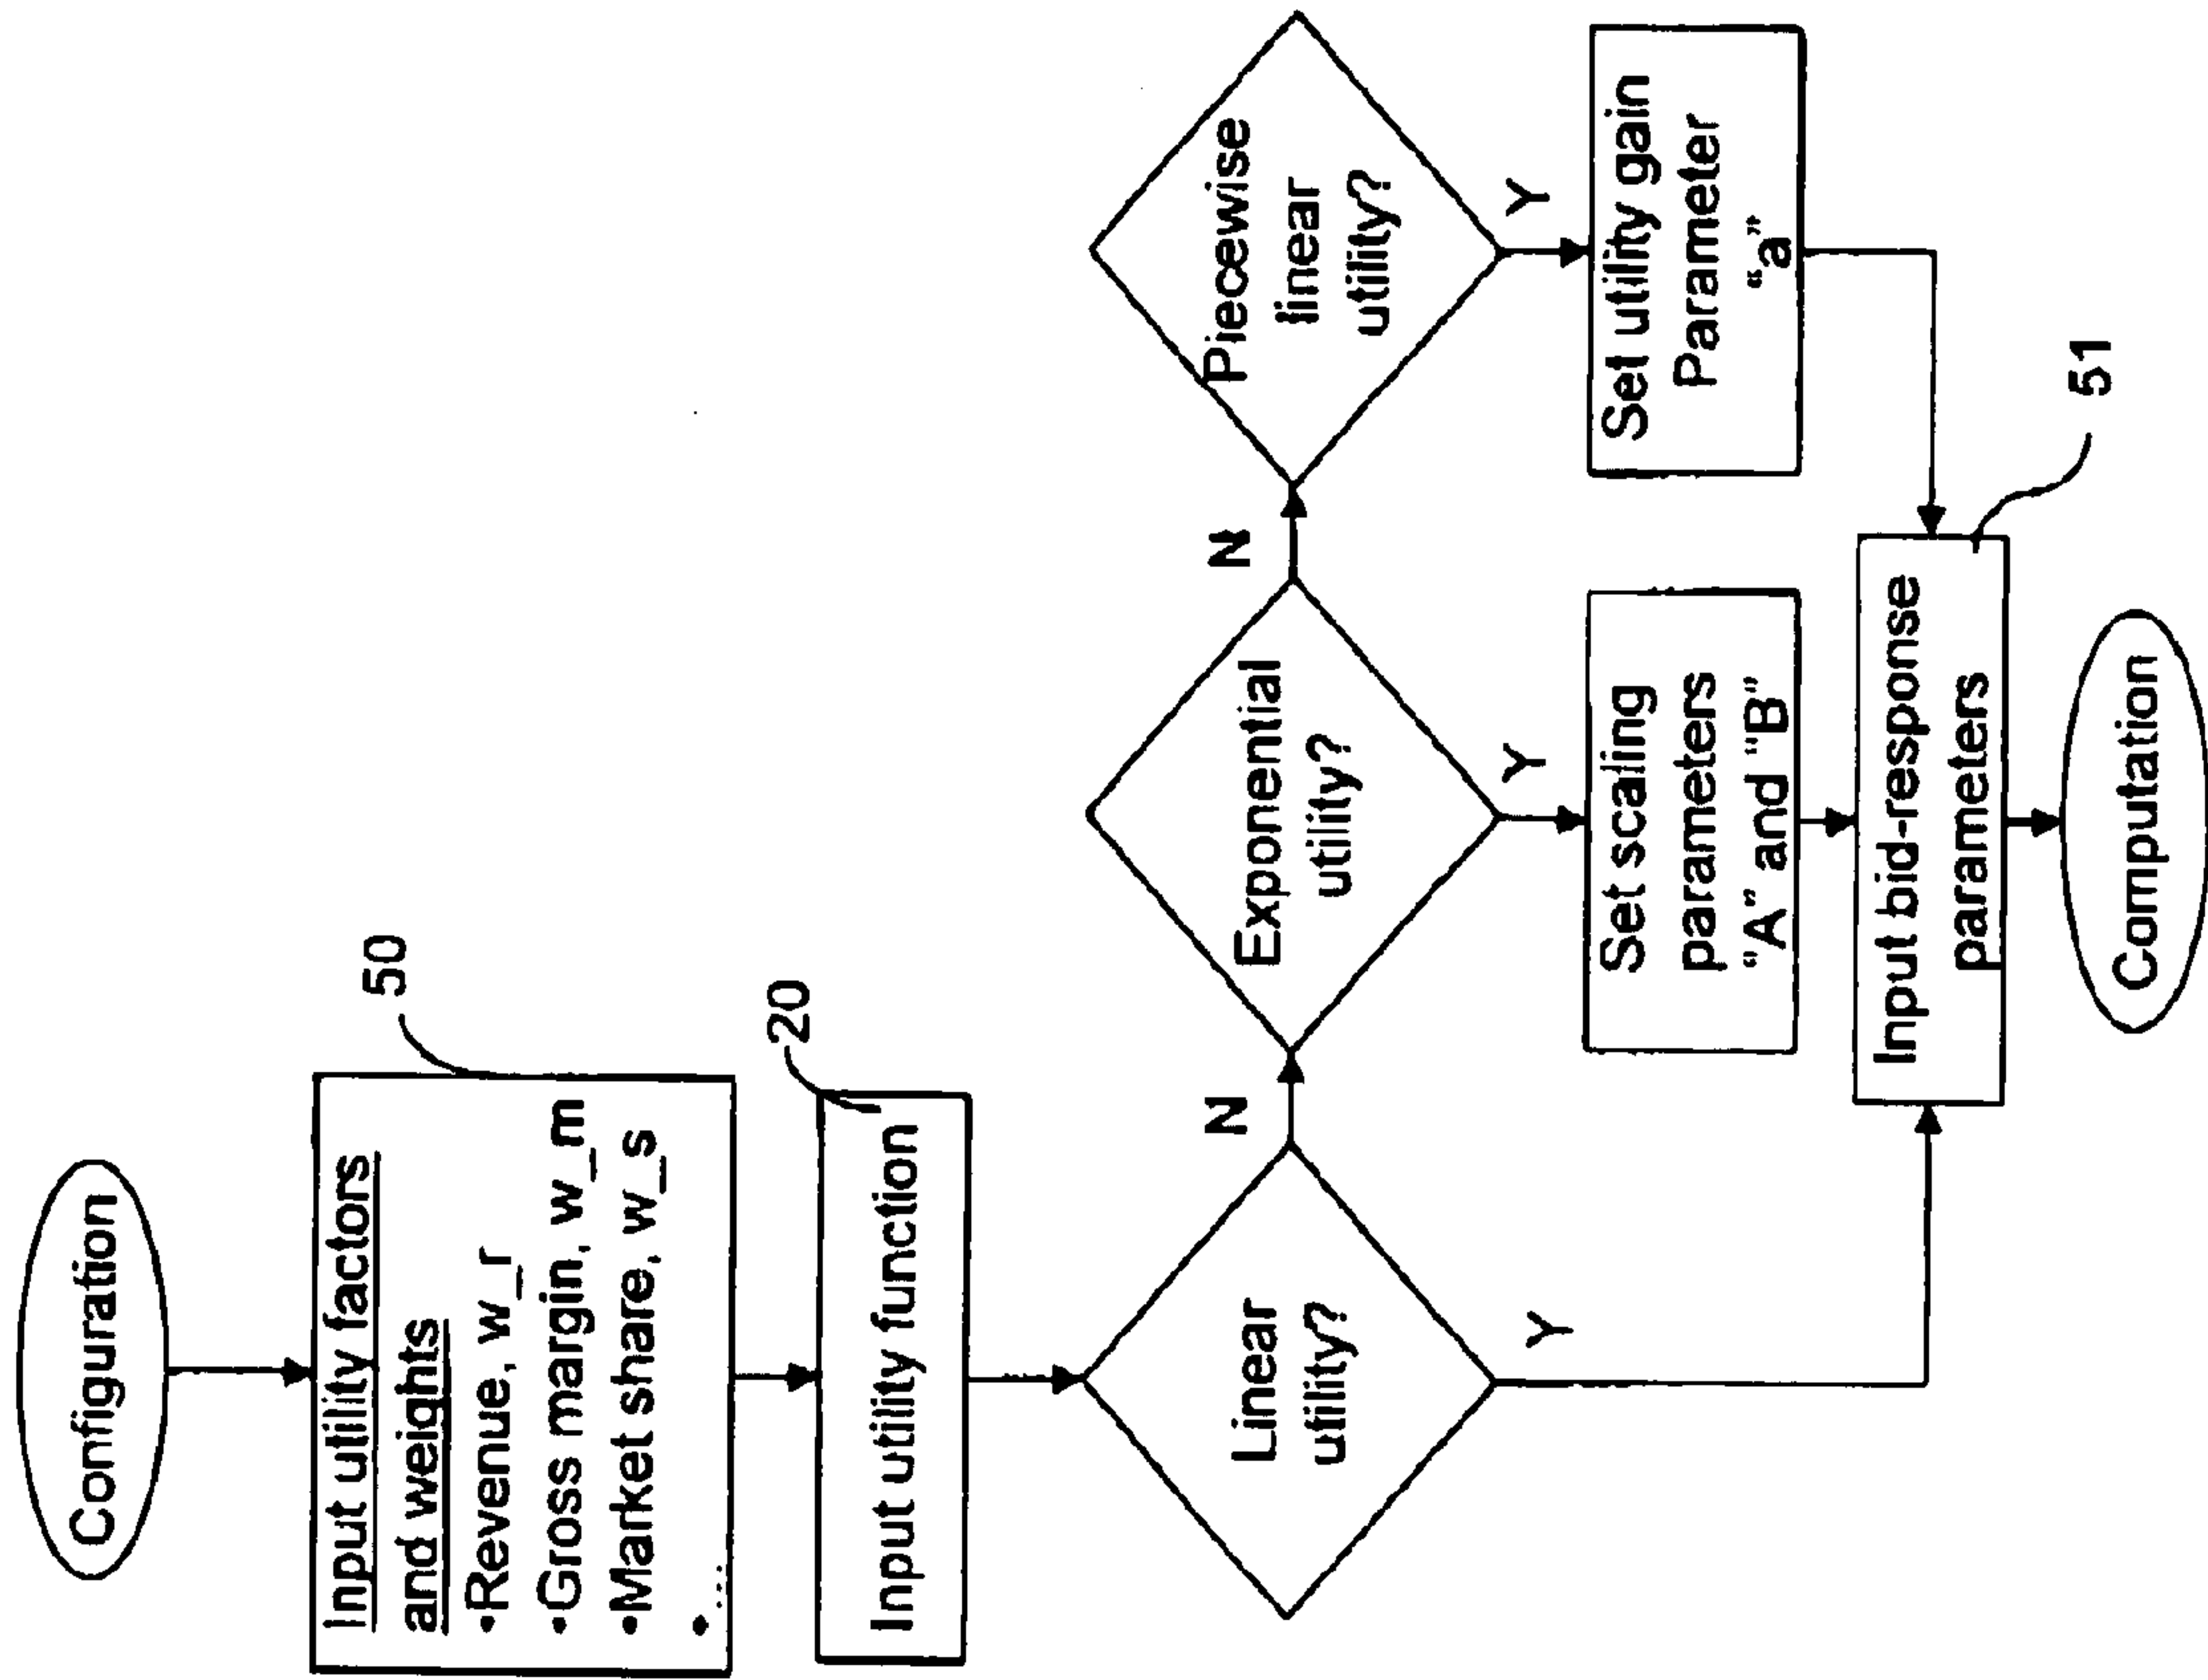 Configuration
50
Input utility factors
and weights
•Revenue, w_r
•Gross margin, w_m
•Market share, w_s
•...
20
Input utility function
Linear
utility?
N
Y
Exponential
utility?
N
Y
Piecewise
linear
utility?
Y
Set scaling
parameters
"A" and "B"
Set utility gain
Parameter
"a"
Input bid-response
parameters
51
Computation